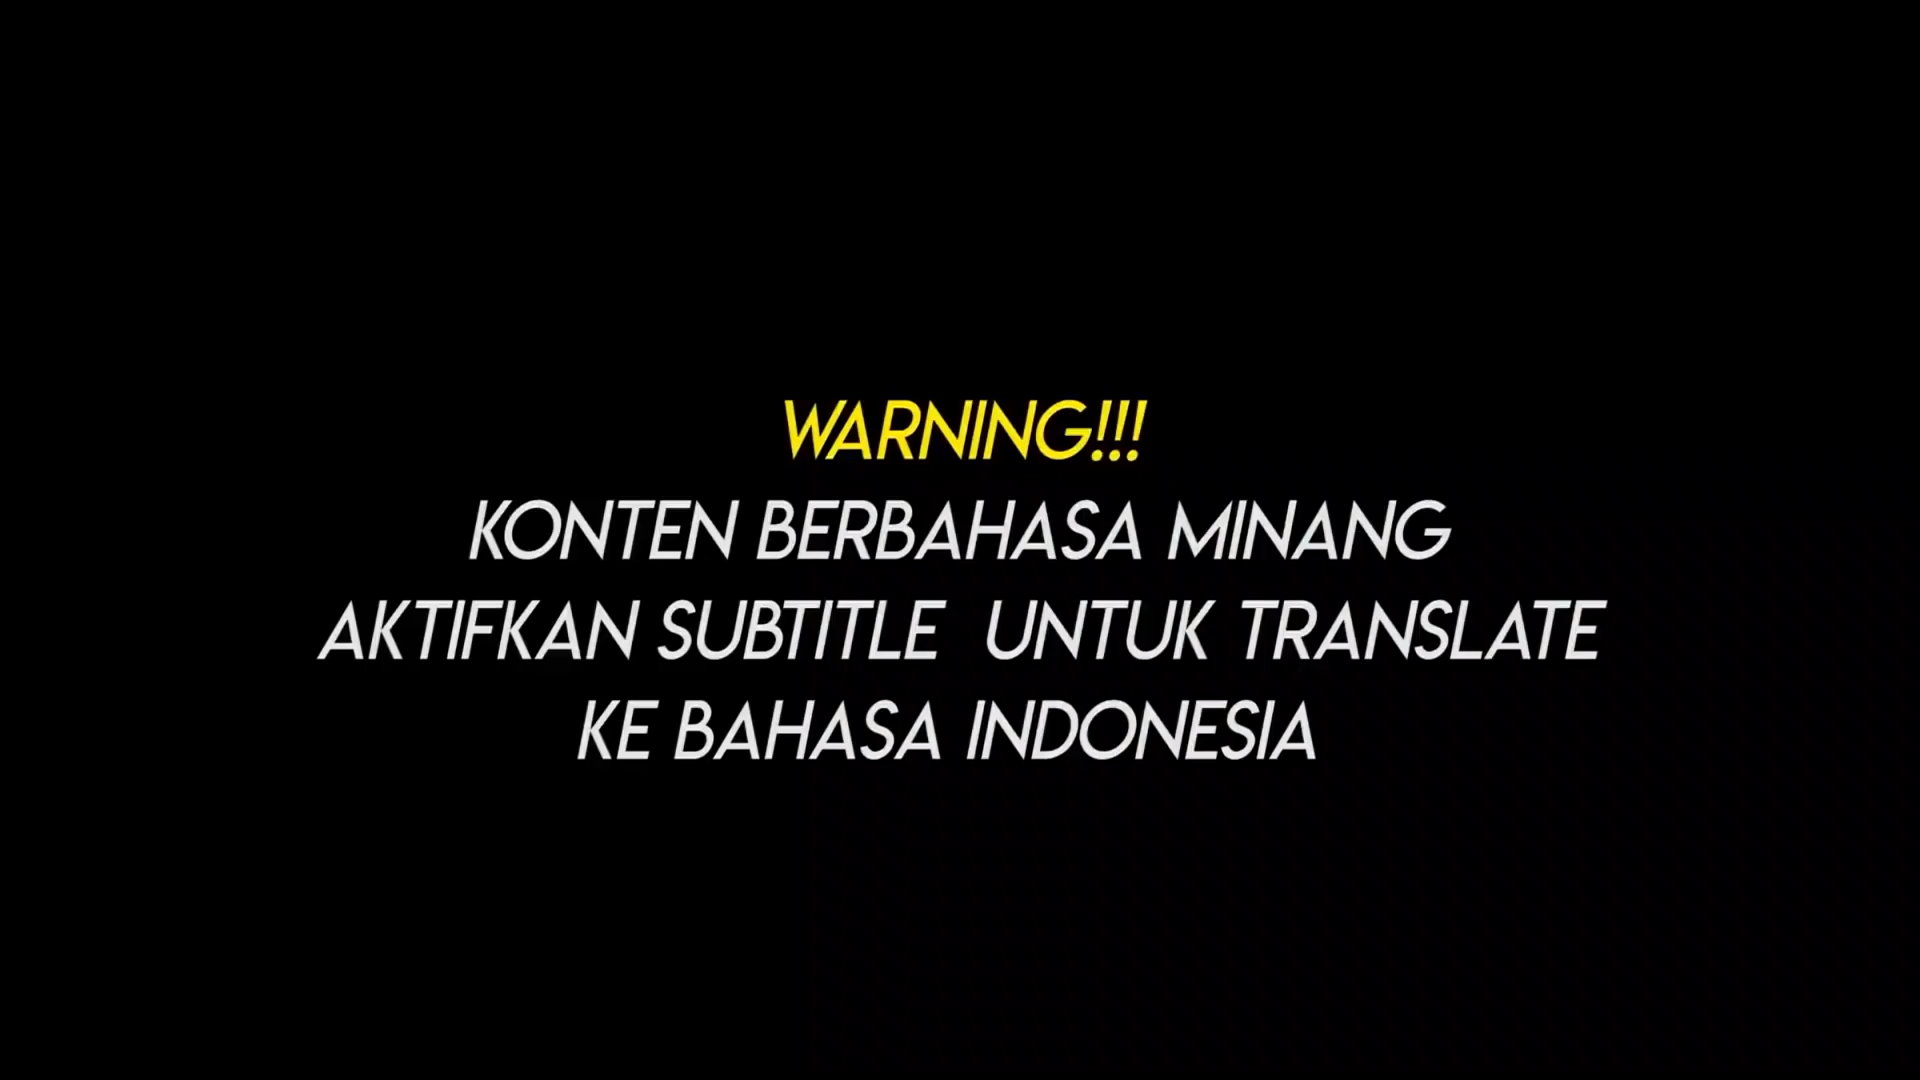 WARNING!!!
KONTEN BERBAHASA MINANG
AKTIFKAN SUBTITLE  UNTUK TRANSLATE
KE BAHASA INDONESIA